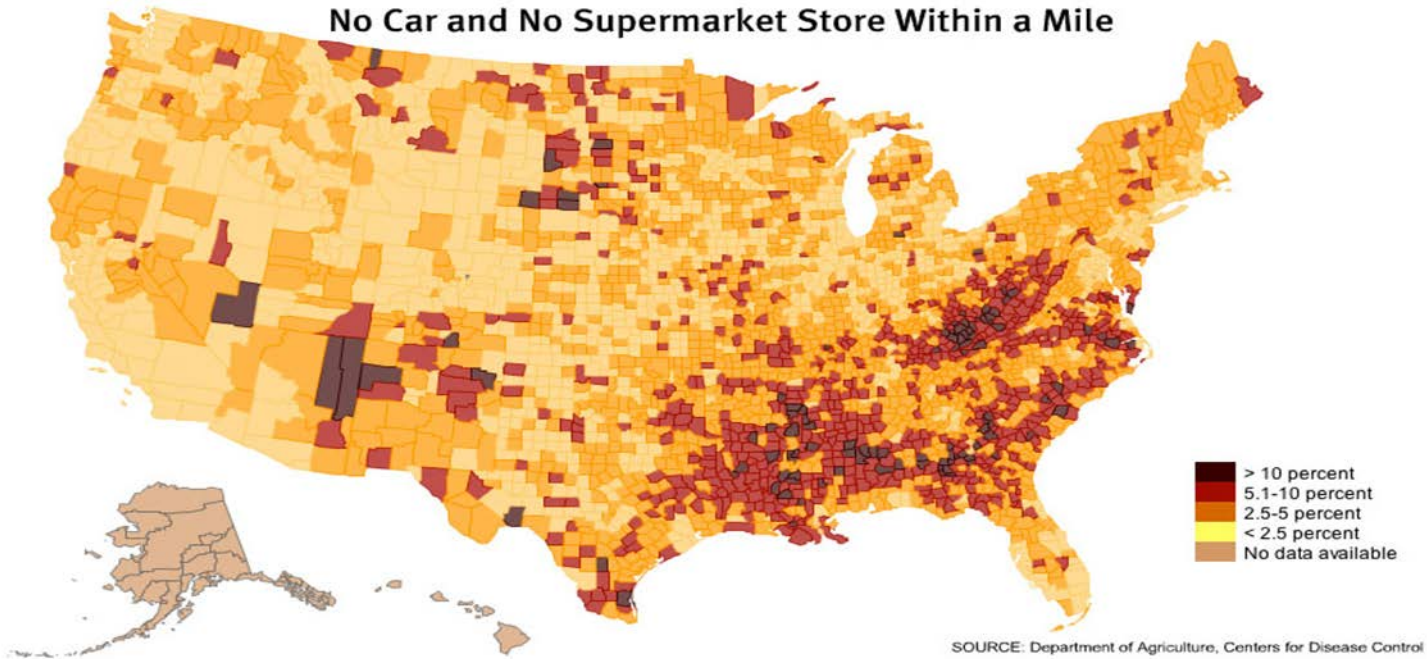 No Car and No Supermarket Store Within a Mile
> 10 percent
5.1-10 percent
2.5-5 percent
< 2.5 percent
No data available
SOURCE: Department of Agriculture, Centers for Disease Control